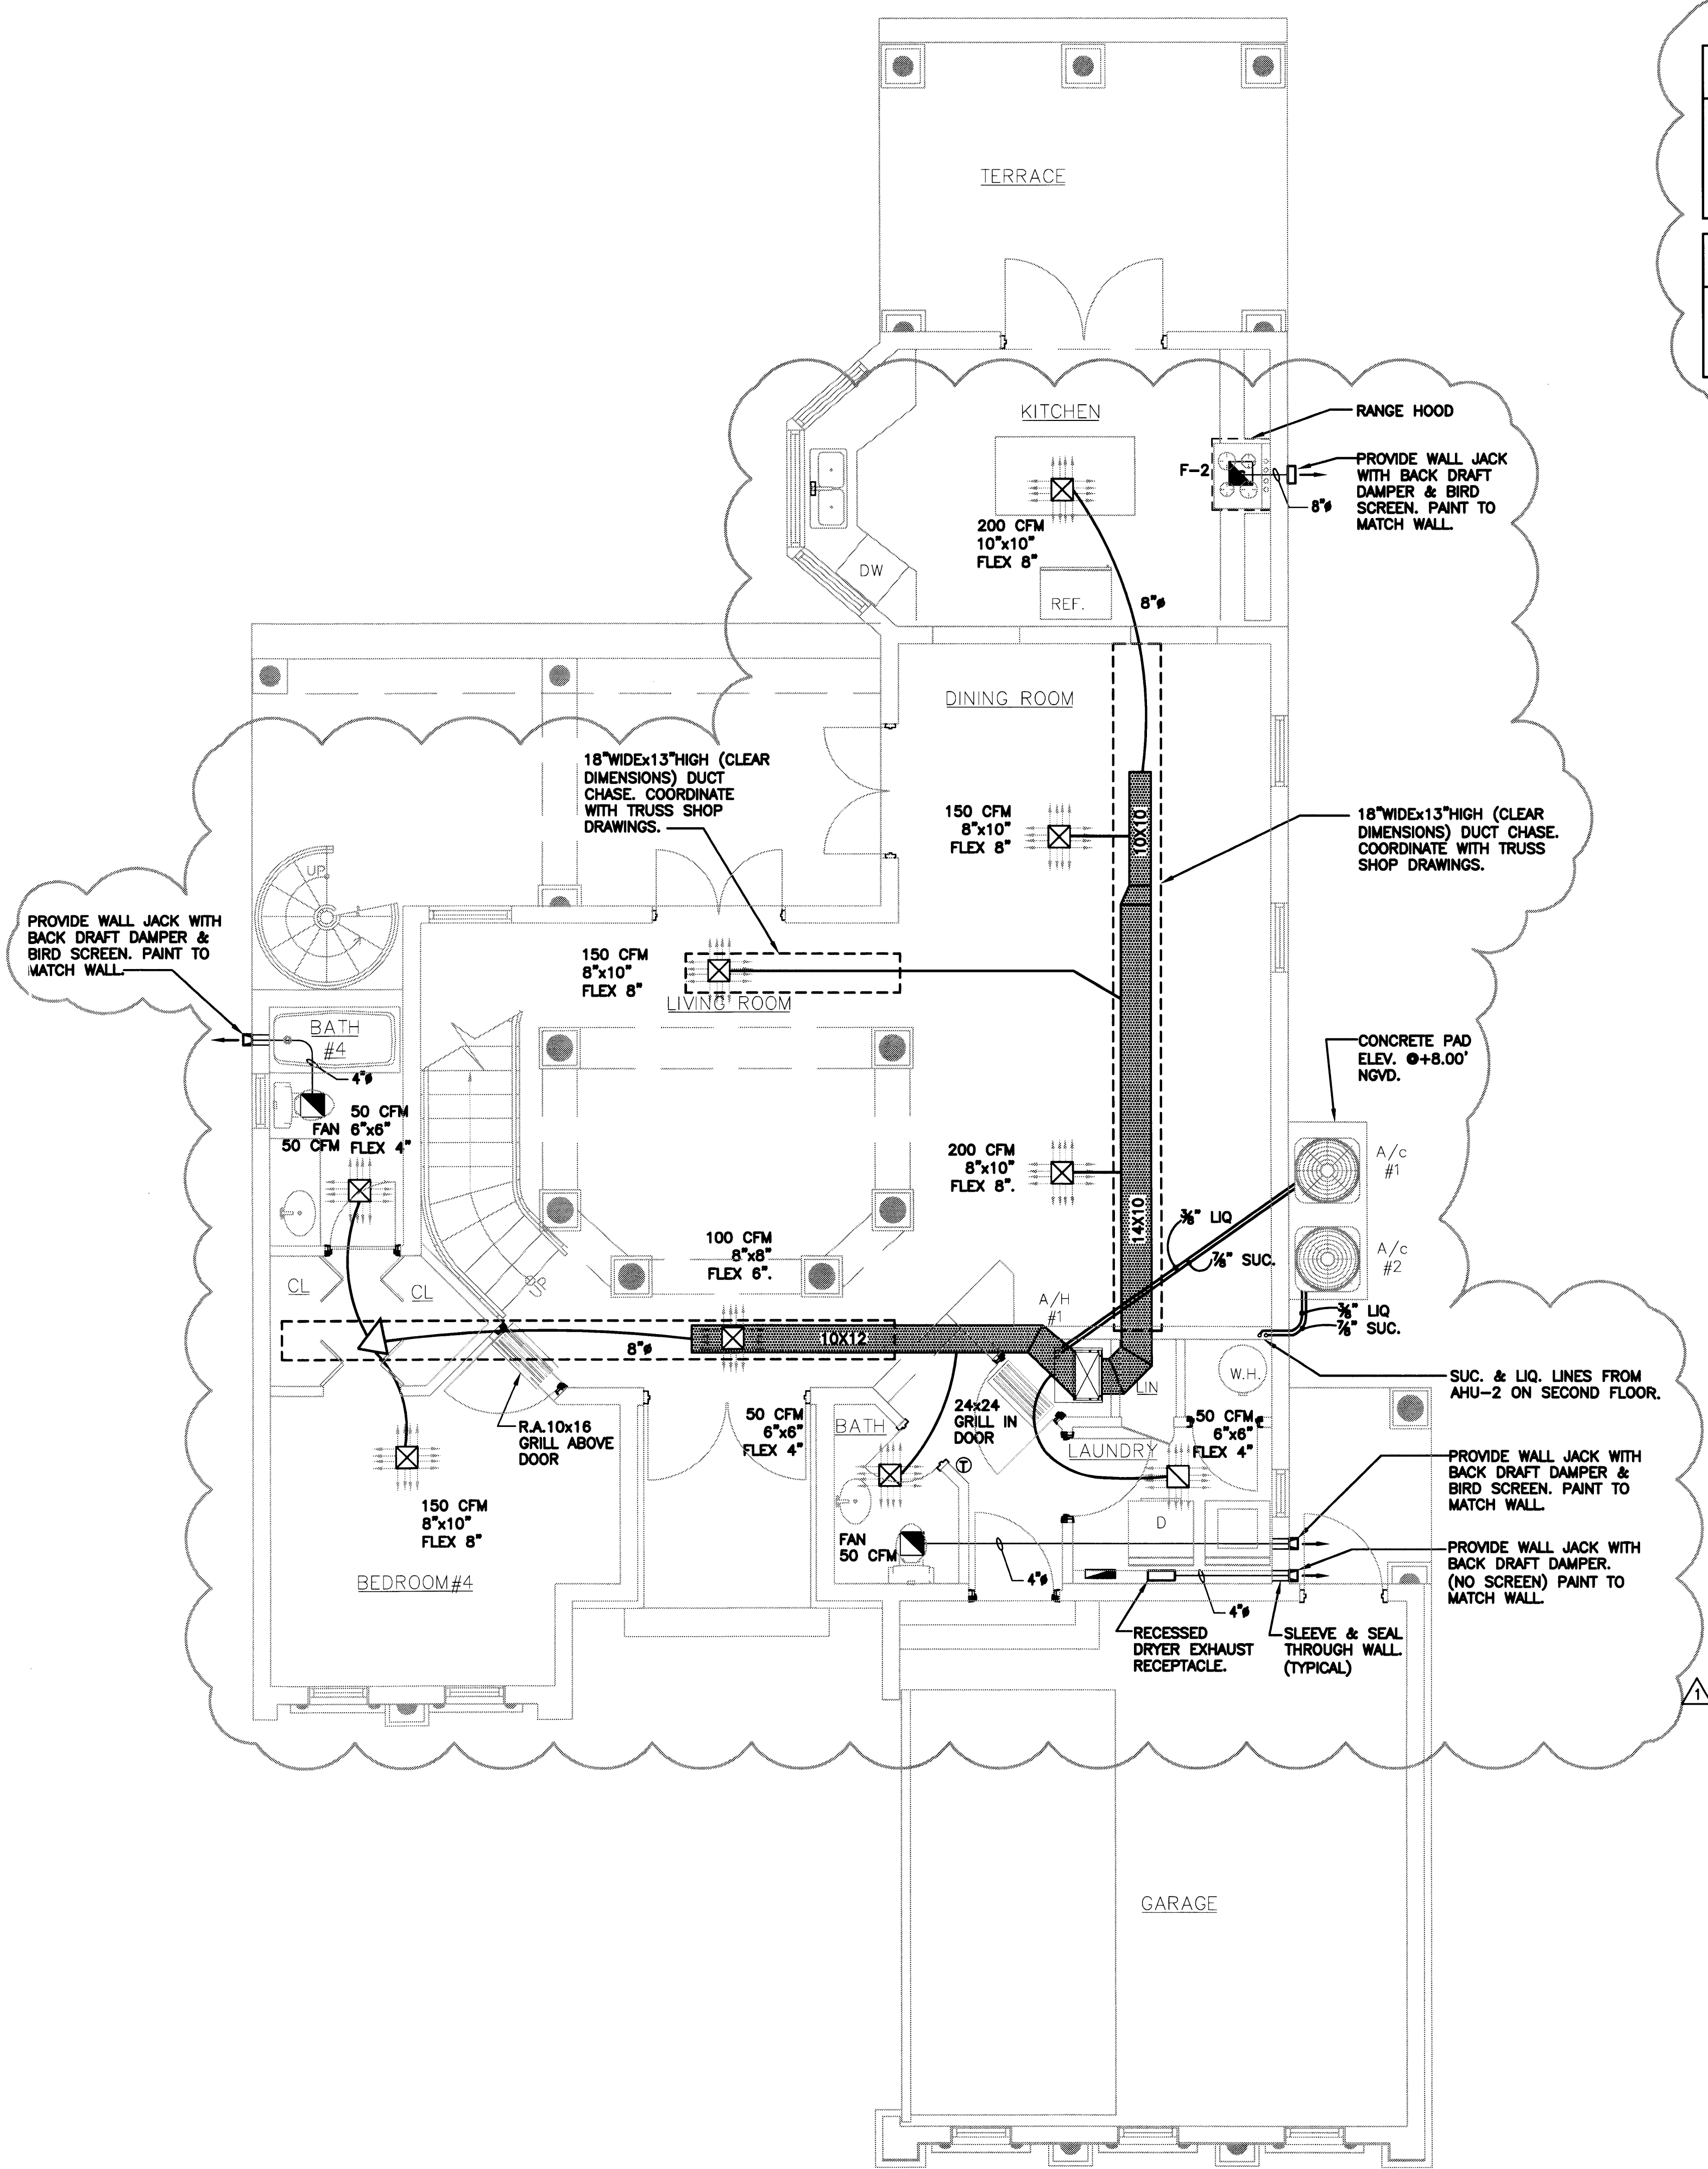 TERRACE
KITCHEN
RANGE HOOD
F-2
PROVIDE WALL JACK
WITH BACK DRAFT
DAMPER & BIRD
SCREEN. PAINT TO
MATCH WALL.
8"ø
200 CFM
10"x10"
FLEX 8"
DW
REF.
8"ø
DINING ROOM
18"WIDEx13"HIGH (CLEAR
DIMENSIONS) DUCT
CHASE. COORDINATE
WITH TRUSS SHOP
DRAWINGS.
150 CFM
8"x10"
FLEX 8"
10X10
18"WIDEx13"HIGH (CLEAR
DIMENSIONS) DUCT CHASE.
COORDINATE WITH TRUSS
SHOP DRAWINGS.
UP
PROVIDE WALL JACK WITH
BACK DRAFT DAMPER &
BIRD SCREEN. PAINT TO
MATCH WALL.
150 CFM
8"x10"
FLEX 8"
LIVING ROOM
BATH
#4
4"ø
50 CFM
FAN 6"x6"
50 CFM FLEX 4"
CONCRETE PAD
ELEV. @+8.00'
NGVD.
A/c
#1
200 CFM
8"x10"
FLEX 8".
14X10
⅜" LIQ
⅞" SUC.
A/c
#2
100 CFM
8"x8"
FLEX 6".
UP
CL
CL
A/H
#1
⅜" LIQ
⅞" SUC.
8"ø
10X12
SUC. & LIQ. LINES FROM
AHU-2 ON SECOND FLOOR.
W.H.
LIN
R.A.10x16
GRILL ABOVE
DOOR
50 CFM
6"x6"
FLEX 4"
BATH
24x24
GRILL IN
DOOR
LAUNDRY
50 CFM
6"x6"
FLEX 4"
T
PROVIDE WALL JACK WITH
BACK DRAFT DAMPER &
BIRD SCREEN. PAINT TO
MATCH WALL.
150 CFM
8"x10"
FLEX 8"
D
FAN
50 CFM
4"ø
PROVIDE WALL JACK WITH
BACK DRAFT DAMPER.
(NO SCREEN) PAINT TO
MATCH WALL.
BEDROOM#4
4"ø
RECESSED
DRYER EXHAUST
RECEPTACLE.
SLEEVE & SEAL
THROUGH WALL.
(TYPICAL)
1
GARAGE